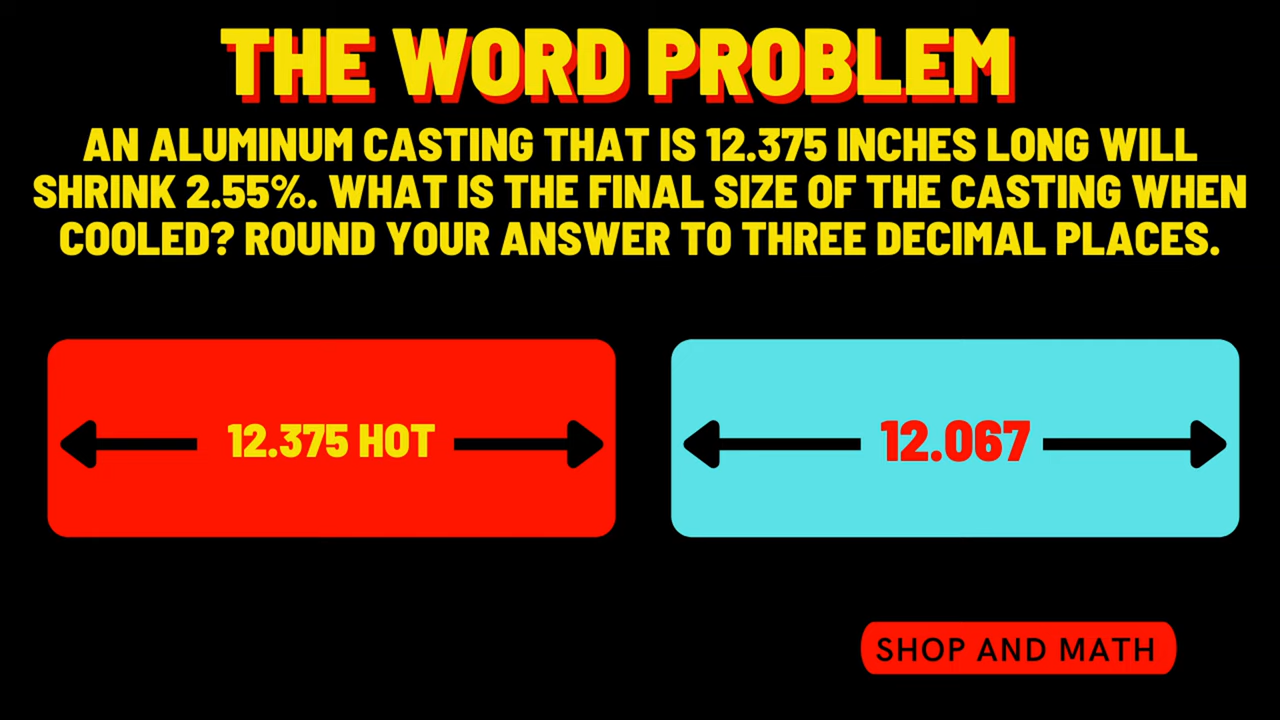 THE WORD PROBLEM
AN ALUMINUM CASTING THAT IS 12.375 INCHES LONG WILL
SHRINK 2.55%. WHAT IS THE FINAL SIZE OF THE CASTING WHEN
COOLED? ROUND YOUR ANSWER TO THREE DECIMAL PLACES.
12.375 HOT
12.067
SHOP AND MATH